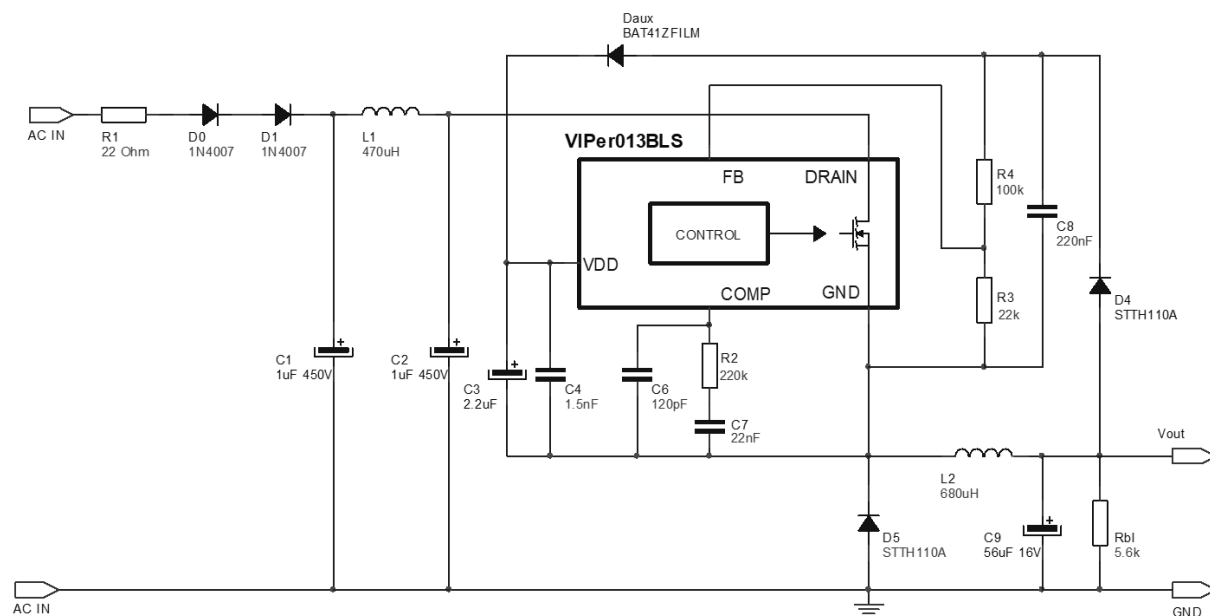 Daux
BAT41ZFILM
AC IN
R1
22 Ohm
D0
1N4007
D1
1N4007
L1
470uH
VIPer013BLS
FB
DRAIN
CONTROL
VDD
COMP
GND
R4
100k
C8
220nF
R3
22k
D4
STTH110A
C1
1uF 450V
+
C2
1uF 450V
+
C3
2.2uF
+
C4
1.5nF
C6
120pF
R2
220k
C7
22nF
Vout
L2
680uH
D5
STTH110A
C9
56uF 16V
+
Rbl
5.6k
AC IN
GND